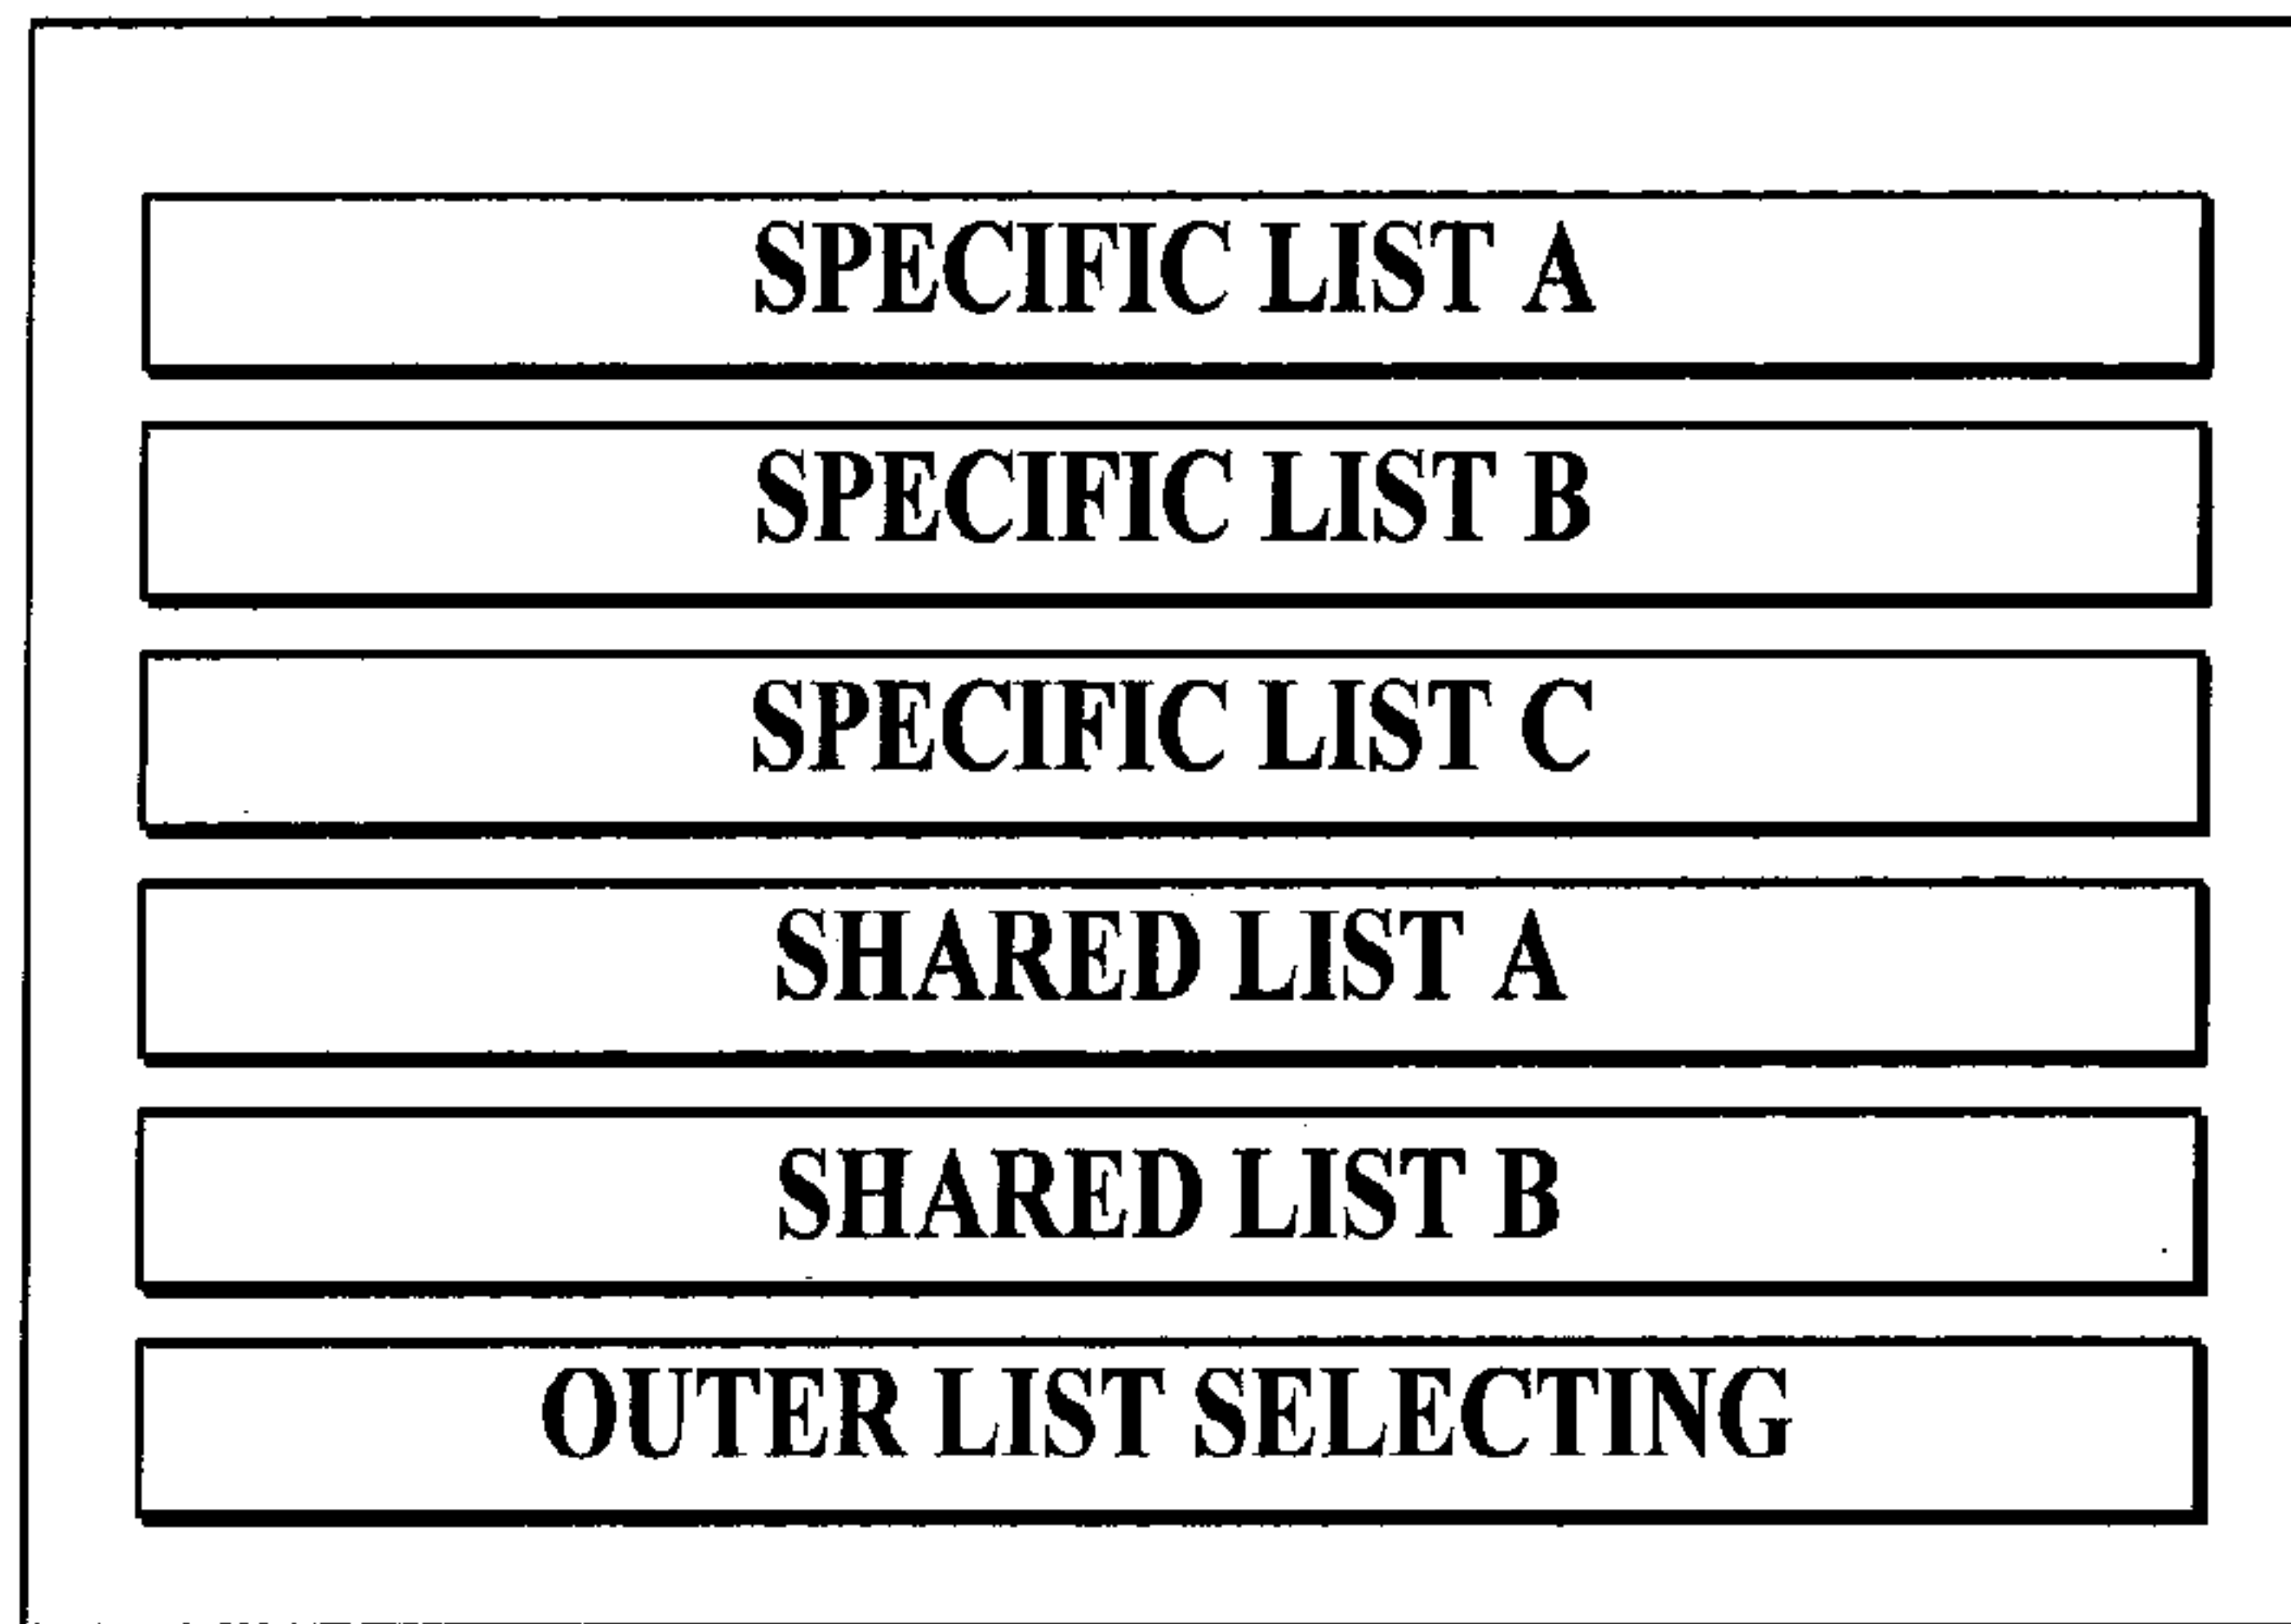 SPECIFIC LIST A
SPECIFIC LIST B
SPECIFIC LIST C
SHARED LIST A
SHARED LIST B
OUTER LIST SELECTING